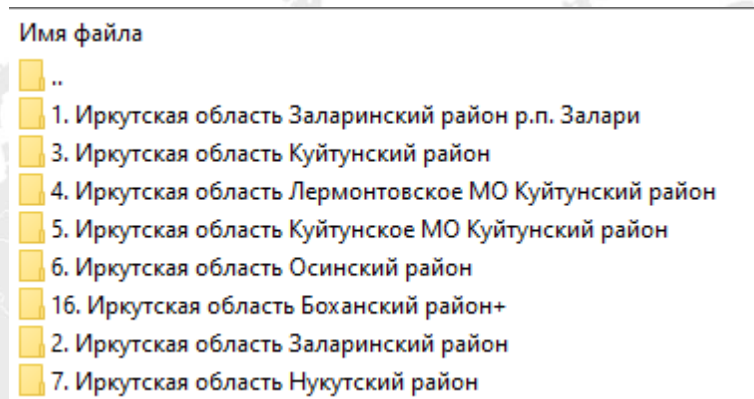 Имя файла
..
1. Иркутская область Заларинский район р.п. Залари
3. Иркутская область Куйтунский район
4. Иркутская область Лермонтовское МО Куйтунский район
5. Иркутская область Куйтунское МО Куйтунский район
6. Иркутская область Осинский район
16. Иркутская область Боханский район+
2. Иркутская область Заларинский район
7. Иркутская область Нукутский район